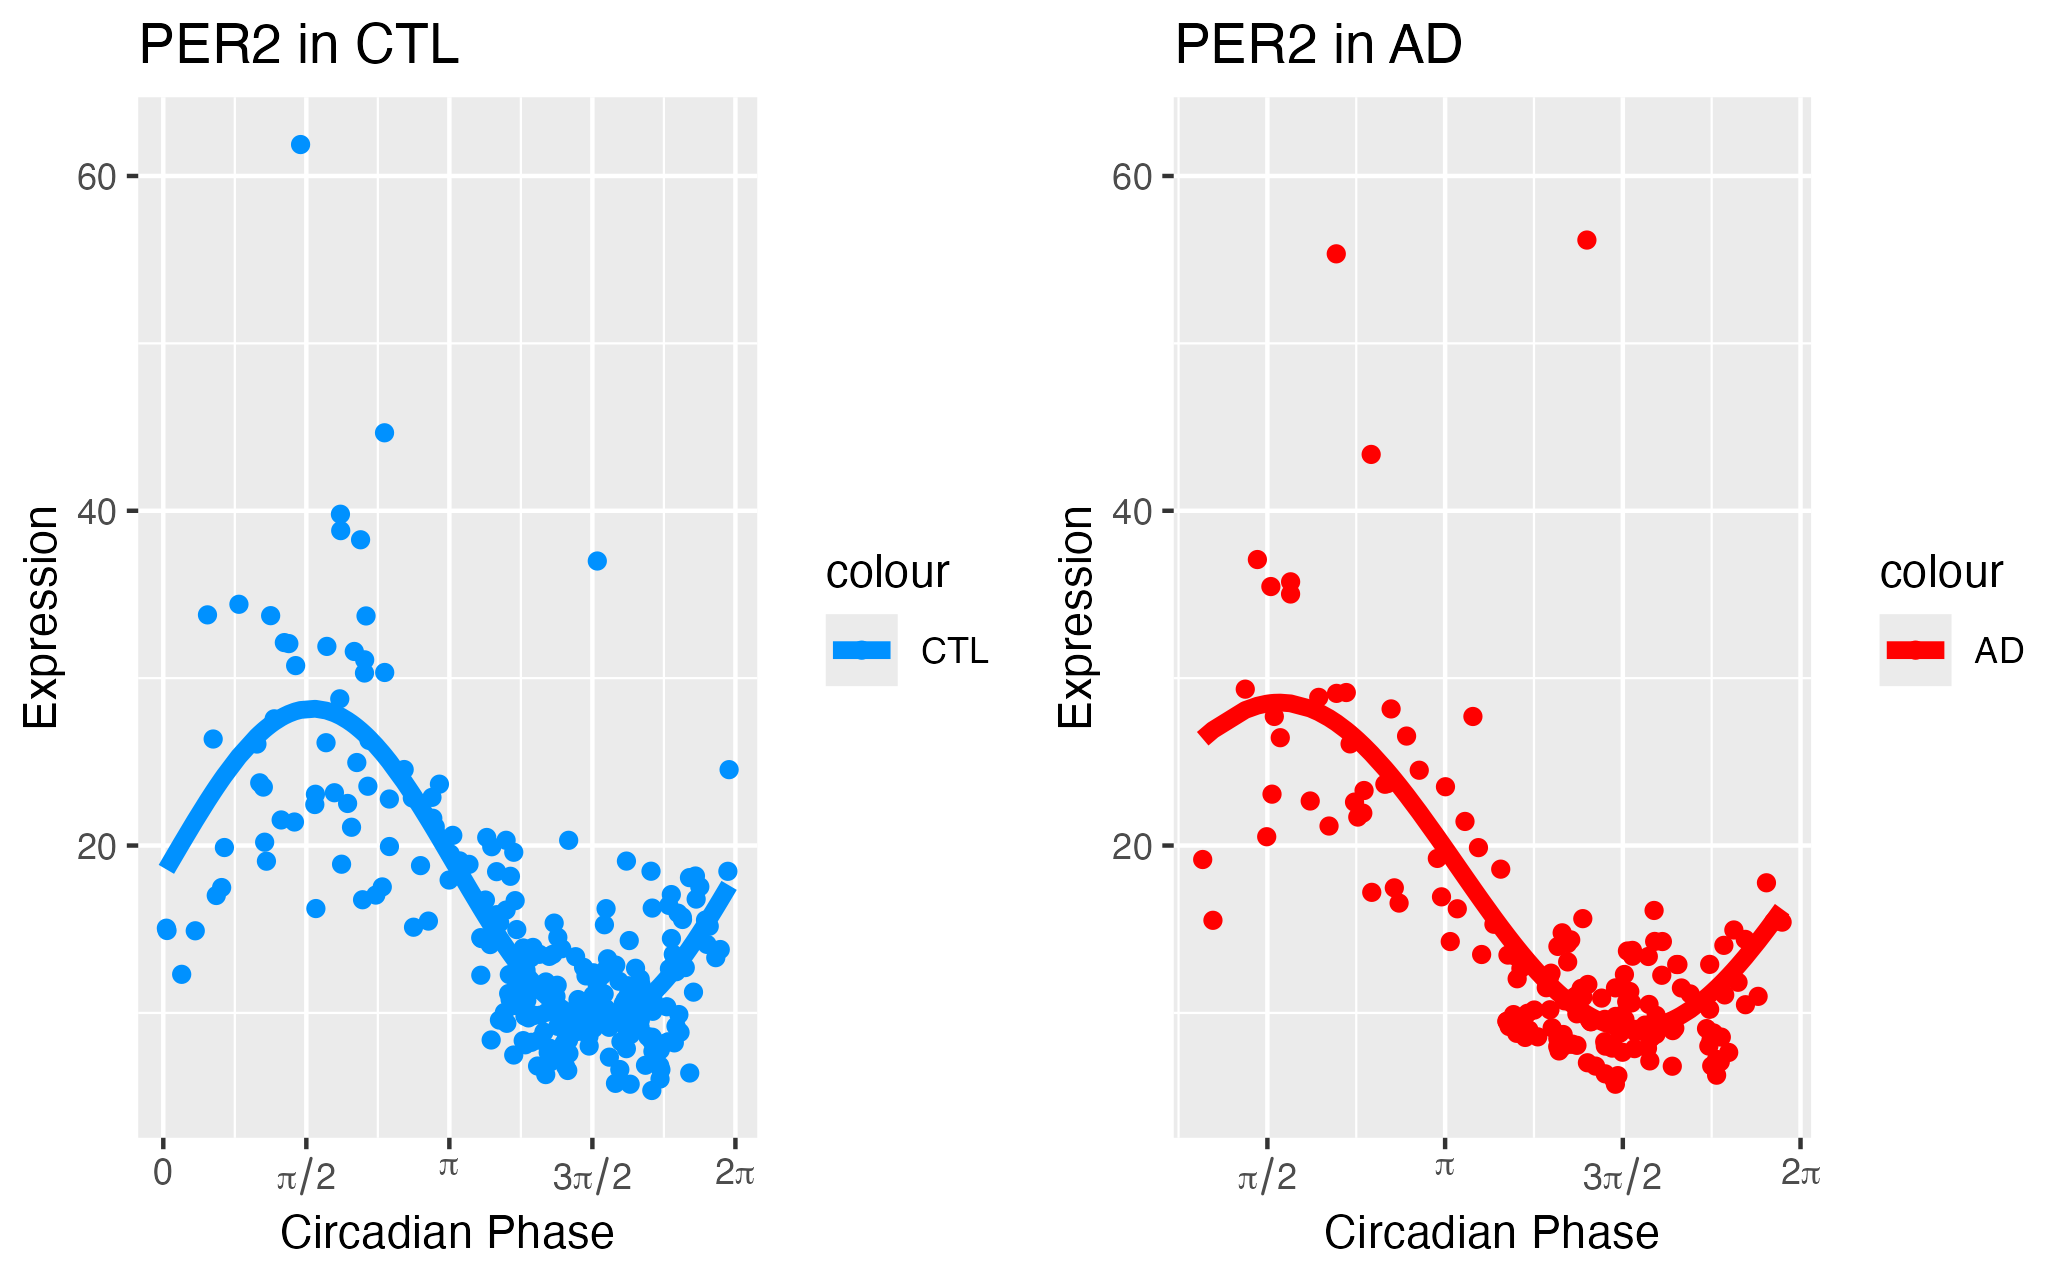 PER2 in CTL
60
40
20
Expression
0
π/2
π
3π/2
2π
Circadian Phase
colour
CTL
PER2 in AD
60
40
20
Expression
π/2
π
3π/2
2π
Circadian Phase
colour
AD